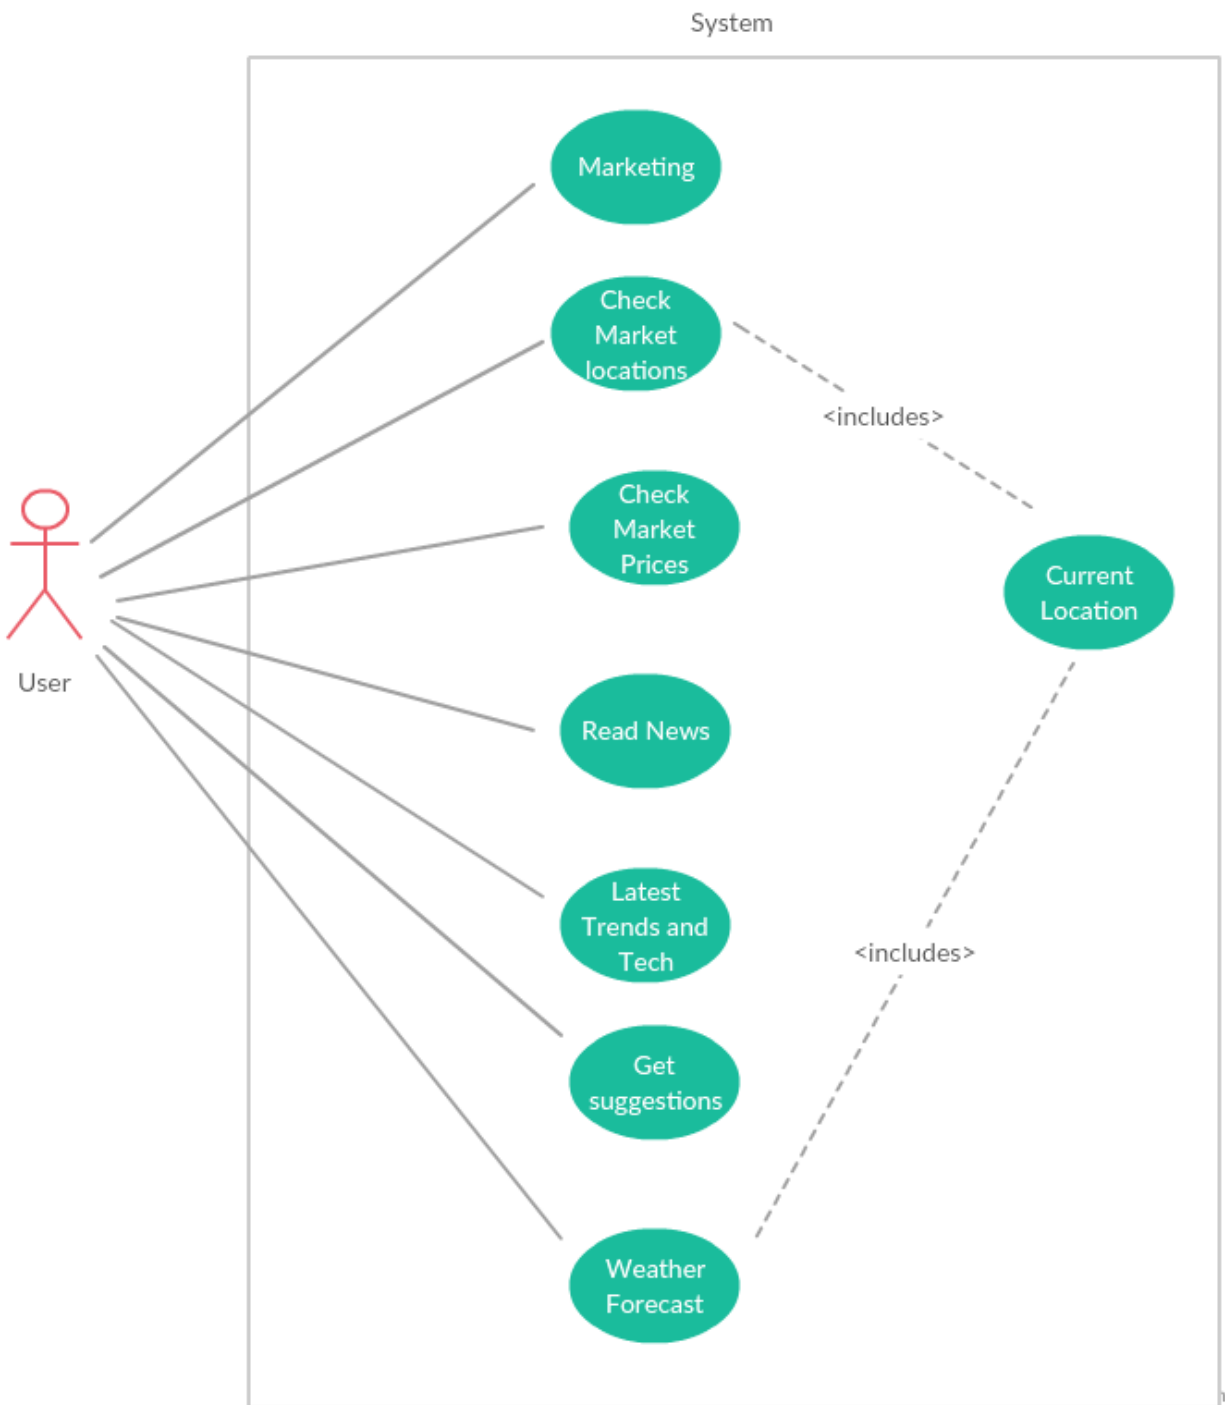 System
Marketing
Check
Market
locations
<includes>
Check
Market
Prices
Current
Location
User
Read News
Latest
Trends and
Tech
<includes>
Get
suggestions
Weather
Forecast